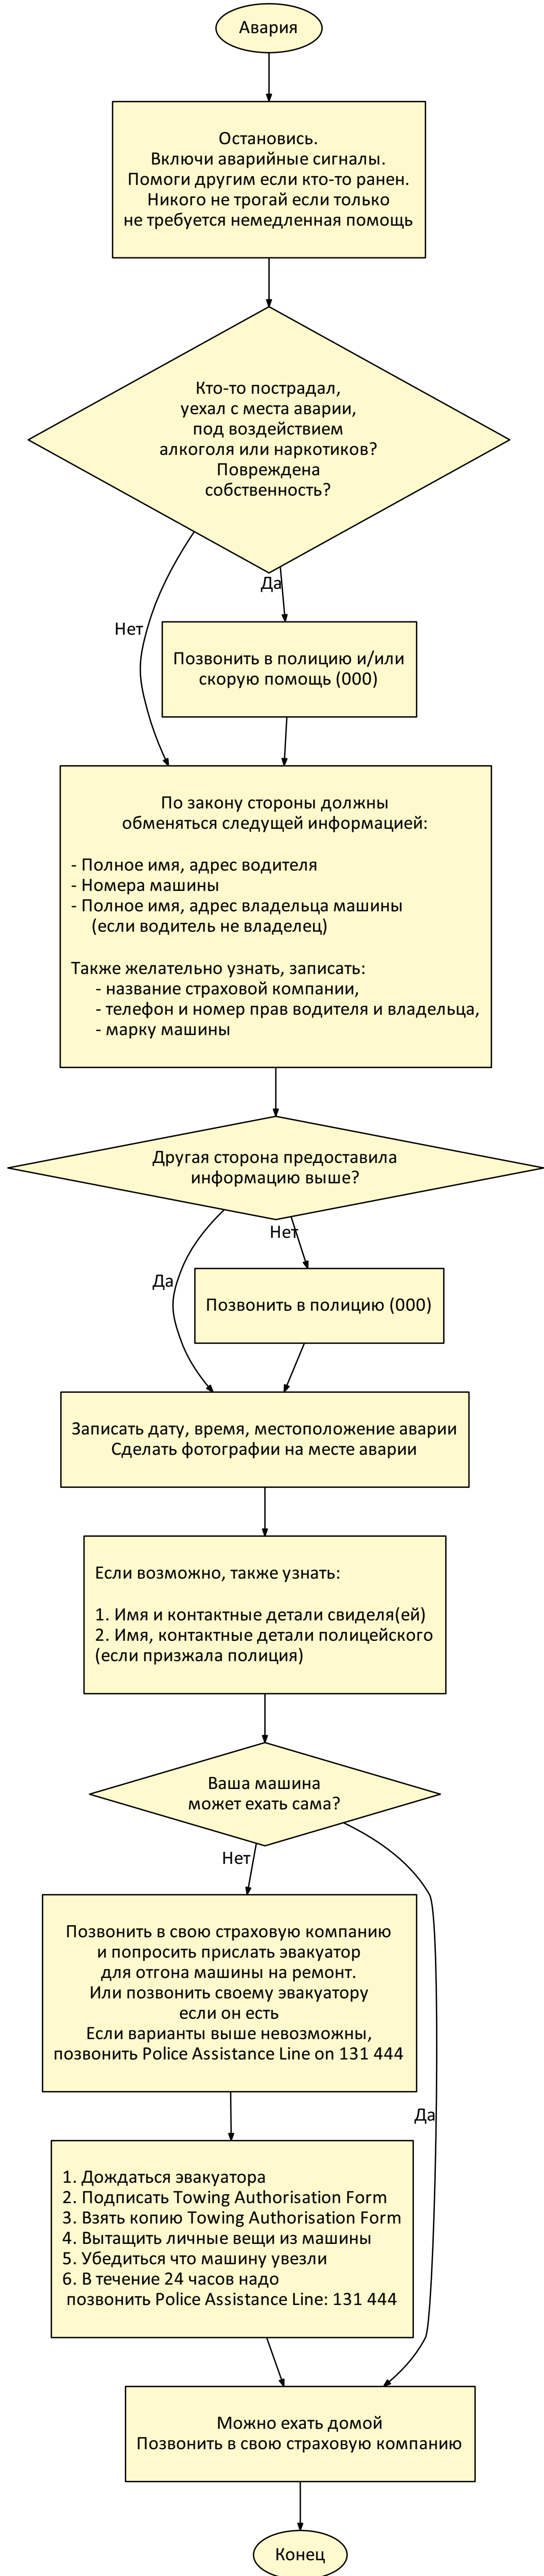 Авария
Остановись.
Включи аварийные сигналы.
Помоги другим если кто-то ранен.
Никого не трогай если только
не требуется немедленная помощь
Кто-то пострадал,
уехал с места аварии,
под воздействием
алкоголя или наркотиков?
Повреждена
собственность?
Да
Нет
Позвонить в полицию и/или
скорую помощь (000)
По закону стороны должны
обменяться следущей информацией:
- Полное имя, адрес водителя
- Номера машины
- Полное имя, адрес владельца машины
(если водитель не владелец)
Также желательно узнать, записать:
- название страховой компании,
- телефон и номер прав водителя и владельца,
- марку машины
Другая сторона предоставила
информацию выше?
Нет
Да
Позвонить в полицию (000)
Записать дату, время, местоположение аварии
Сделать фотографии на месте аварии
Если возможно, также узнать:
1. Имя и контактные детали свиделя(ей)
2. Имя, контактные детали полицейского
(если призжала полиция)
Ваша машина
может ехать сама?
Нет
Позвонить в свою страховую компанию
и попросить прислать эвакуатор
для отгона машины на ремонт.
Или позвонить своему эвакуатору
если он есть
Если варианты выше невозможны,
позвонить Police Assistance Line on 131 444
Да
1. Дождаться эвакуатора
2. Подписать Towing Authorisation Form
3. Взять копию Towing Authorisation Form
4. Вытащить личные вещи из машины
5. Убедиться что машину увезли
6. В течение 24 часов надо
позвонить Police Assistance Line: 131 444
Можно ехать домой
Позвонить в свою страховую компанию
Конец